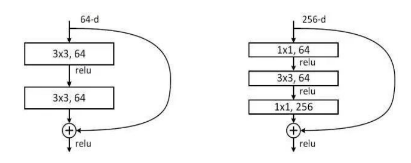 64-d
3x3, 64
relu
3x3, 64
relu
256-d
1x1, 64
relu
3x3, 64
relu
1x1, 256
relu